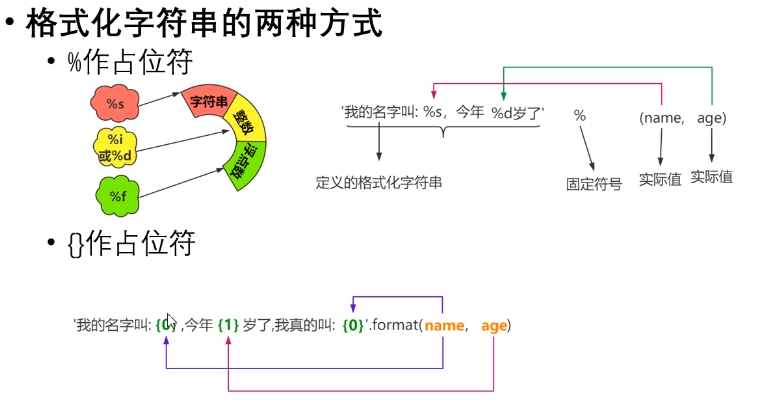 • 格式化字符串的两种方式
• %作占位符
%s
字符串
%i
或%d
整数
%f
浮点数
'我的名字叫: %s，今年 %d岁了' % (name, age)
定义的格式化字符串
固定符号
实际值
实际值
• {}作占位符
'我的名字叫: {0} ,今年 {1} 岁了,我真的叫: {0}'.format(name, age)